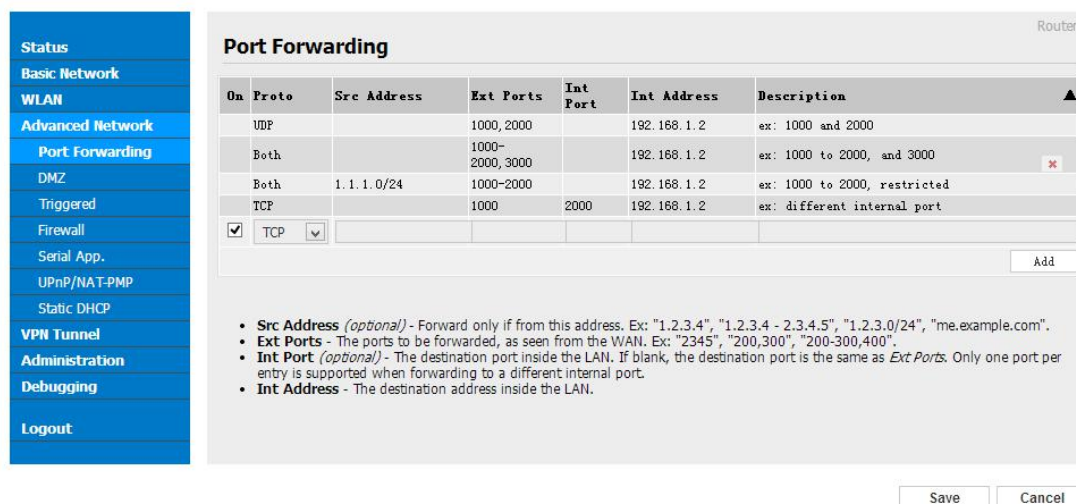 Router
Status
Basic Network
WLAN
Advanced Network
Port Forwarding
DMZ
Triggered
Firewall
Serial App.
UPnP/NAT-PMP
Static DHCP
VPN Tunnel
Administration
Debugging
Logout
Port Forwarding
On Proto Src Address Ext Ports Int Port Int Address Description
UDP 1000,2000 192.168.1.2 ex: 1000 and 2000
Both 1000-2000,3000 192.168.1.2 ex: 1000 to 2000, and 3000
Both 1.1.1.0/24 1000-2000 192.168.1.2 ex: 1000 to 2000, restricted
TCP 1000 2000 192.168.1.2 ex: different internal port
TCP
Add
• Src Address (optional) - Forward only if from this address. Ex: "1.2.3.4", "1.2.3.4 - 2.3.4.5", "1.2.3.0/24", "me.example.com".
• Ext Ports - The ports to be forwarded, as seen from the WAN. Ex: "2345", "200,300", "200-300,400".
• Int Port (optional) - The destination port inside the LAN. If blank, the destination port is the same as Ext Ports. Only one port per
entry is supported when forwarding to a different internal port.
• Int Address - The destination address inside the LAN.
Save Cancel